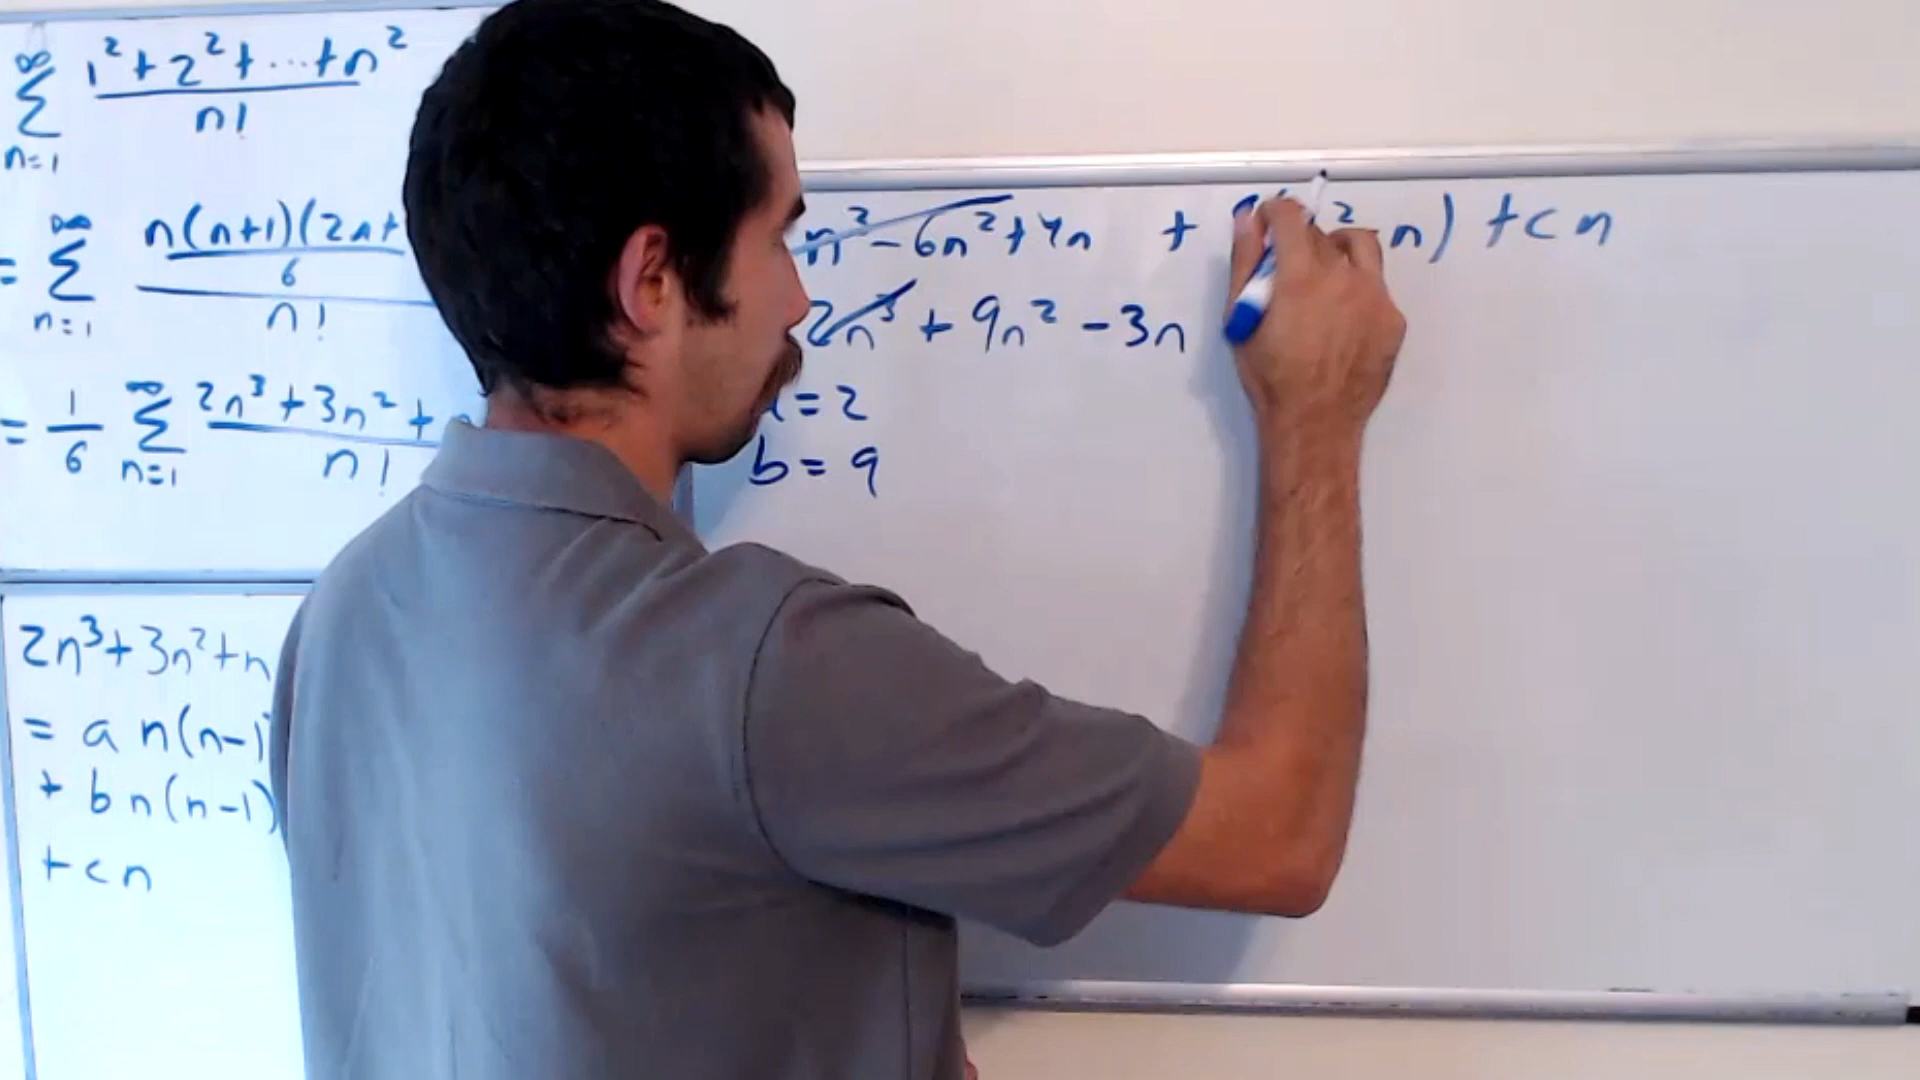 ∞
∑ 1²+2²+⋯+n²
n=1 n!
= ∞
∑ n(n+1)(2n+
6
n=1 n!
= 1/6 ∞
∑ 2n³+3n²+
n=1 n!
2n³+3n²+n
= a n(n-1)
+ b n(n-1)
+cn
n³-6n²+4n + ²-n) +cn
2n³+9n²-3n
=2
b=9